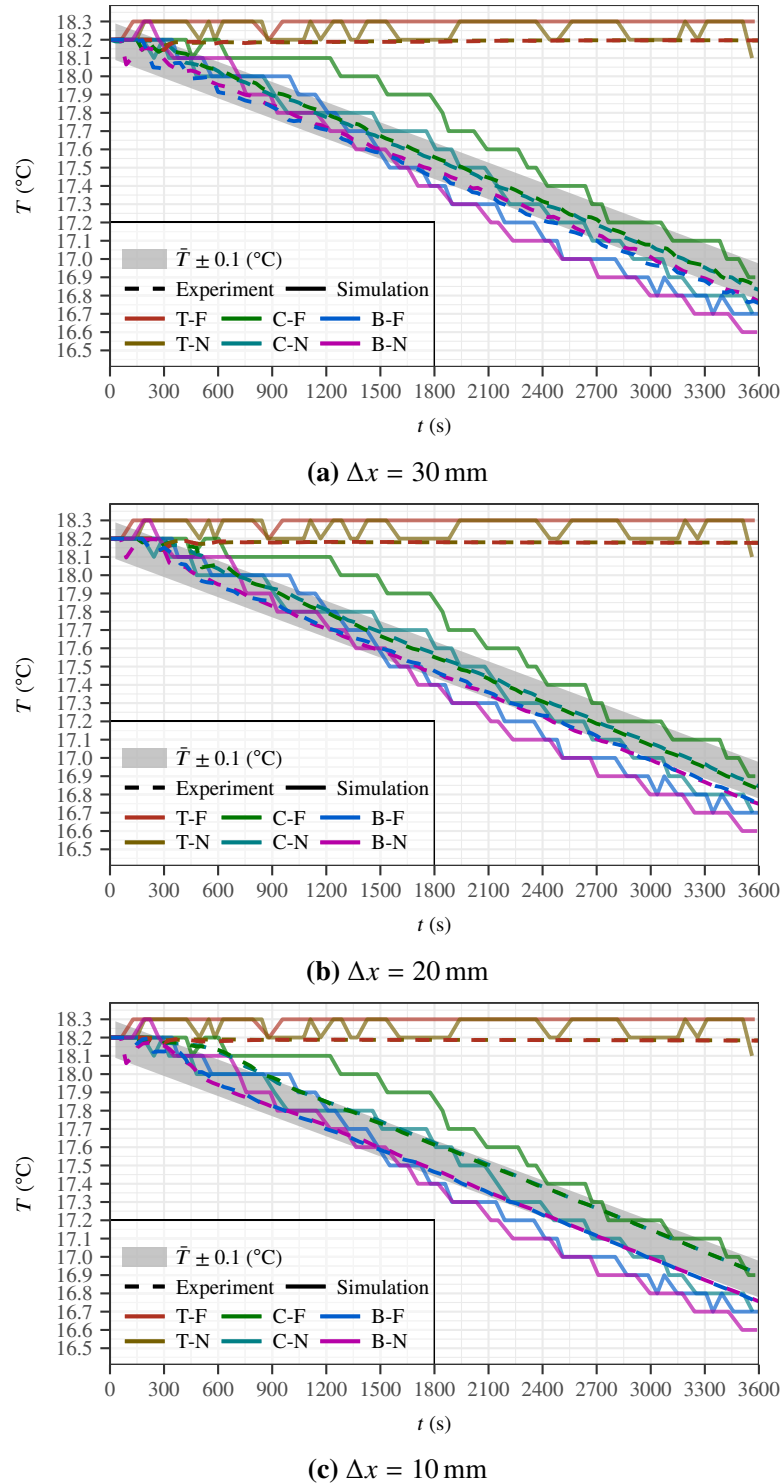 18.3
18.2
18.1
18.0
17.9
17.8
17.7
17.6
17.5
17.4
17.3
17.2
17.1
17.0
16.9
16.8
16.7
16.6
16.5
T (°C)
T̄ ± 0.1 (°C)
Experiment Simulation
T-F C-F B-F
T-N C-N B-N
0 300 600 900 1200 1500 1800 2100 2400 2700 3000 3300 3600
t (s)
(a) Δx = 30 mm
18.3
18.2
18.1
18.0
17.9
17.8
17.7
17.6
17.5
17.4
17.3
17.2
17.1
17.0
16.9
16.8
16.7
16.6
16.5
T (°C)
T̄ ± 0.1 (°C)
Experiment Simulation
T-F C-F B-F
T-N C-N B-N
0 300 600 900 1200 1500 1800 2100 2400 2700 3000 3300 3600
t (s)
(b) Δx = 20 mm
18.3
18.2
18.1
18.0
17.9
17.8
17.7
17.6
17.5
17.4
17.3
17.2
17.1
17.0
16.9
16.8
16.7
16.6
16.5
T (°C)
T̄ ± 0.1 (°C)
Experiment Simulation
T-F C-F B-F
T-N C-N B-N
0 300 600 900 1200 1500 1800 2100 2400 2700 3000 3300 3600
t (s)
(c) Δx = 10 mm